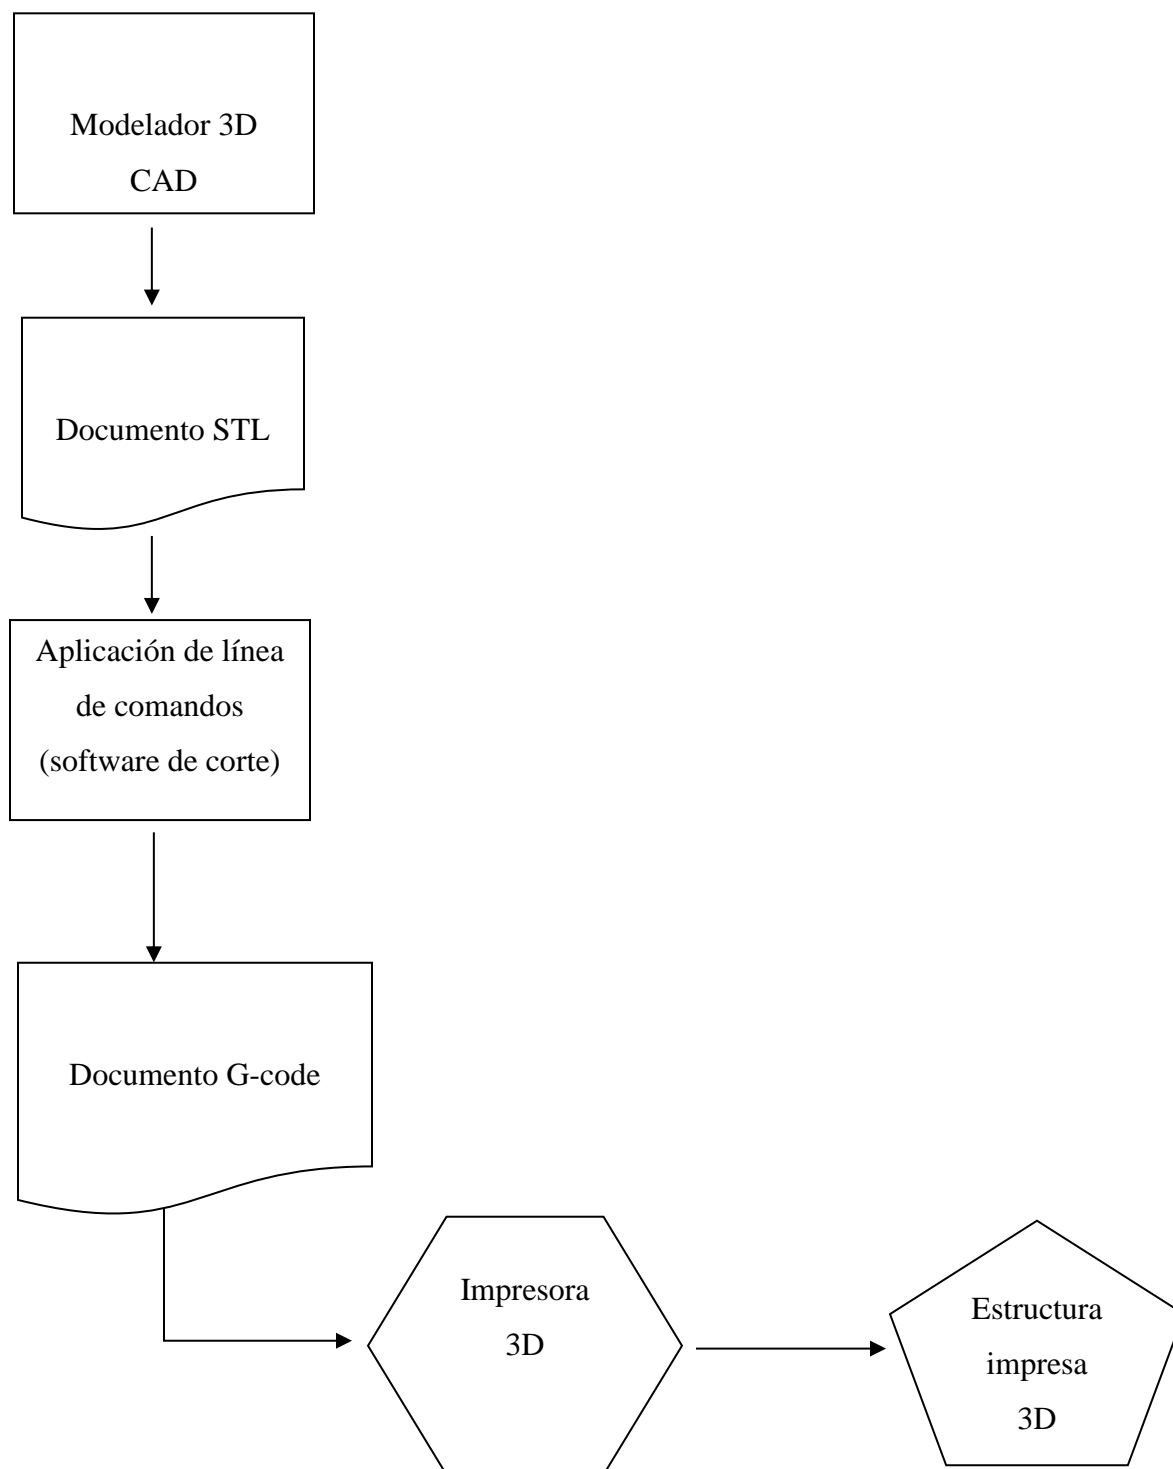 Modelador 3D
CAD
Documento STL
Aplicación de línea
de comandos
(software de corte)
Documento G-code
Impresora
3D
Estructura
impresa
3D